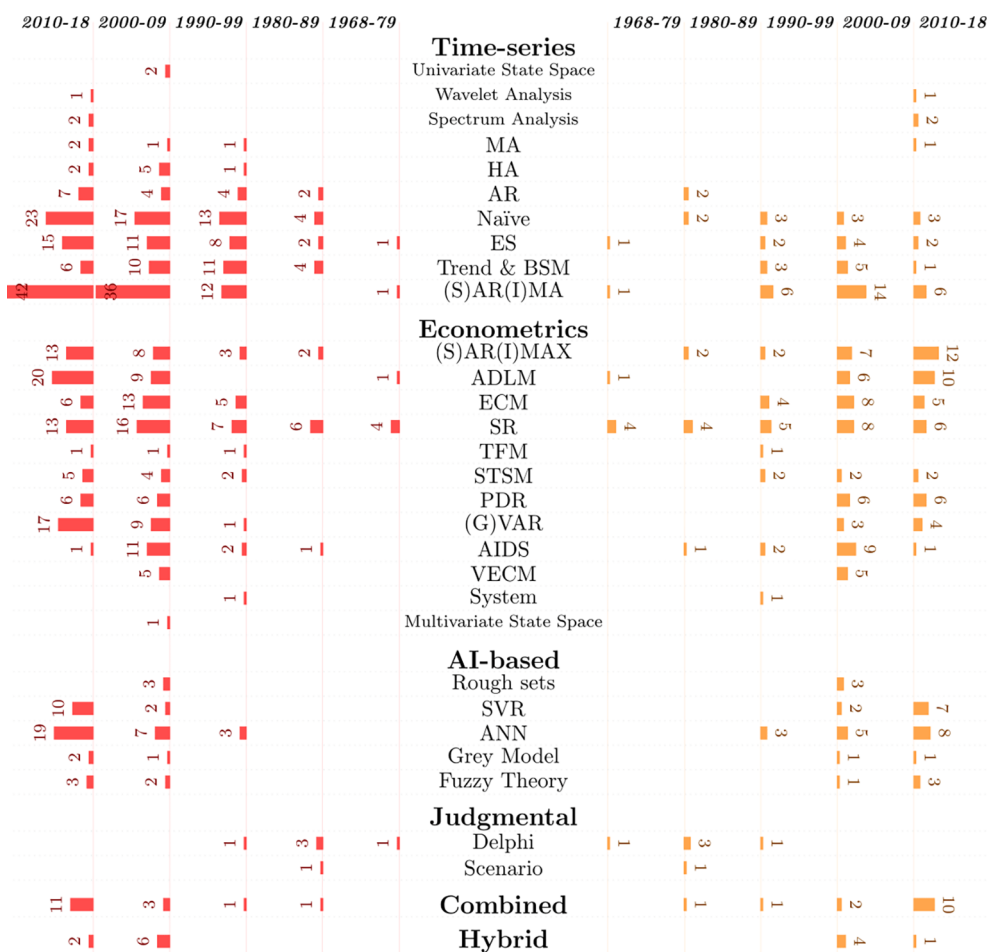 2010-18 2000-09 1990-99 1980-89 1968-79 1968-79 1980-89 1990-99 2000-09 2010-18
Time-series
2 Univariate State Space
1 Wavelet Analysis 1
2 Spectrum Analysis 2
2 1 1 MA 1
2 5 1 HA
7 4 4 2 AR 2
23 17 13 4 Naïve 2 3 3 3
15 11 8 2 1 ES 1 2 4 2
6 10 11 4 Trend & BSM 3 5 1
42 36 12 1 (S)AR(I)MA 1 6 14 6
Econometrics
13 8 3 2 (S)AR(I)MAX 2 2 7 12
20 9 1 ADLM 1 6 10
6 13 5 ECM 4 8 5
13 16 7 6 4 SR 4 4 5 8 6
1 1 1 TFM 1
5 4 2 STSM 2 2 2
6 6 PDR 6 6
17 9 1 (G)VAR 3 4
1 11 2 1 AIDS 1 2 9 1
5 VECM 5
1 System 1
1 Multivariate State Space
AI-based
3 Rough sets 3
10 2 SVR 2 7
19 7 3 ANN 3 5 8
2 1 Grey Model 1 1
3 2 Fuzzy Theory 1 3
Judgmental
1 3 1 Delphi 1 3 1
1 Scenario 1
11 3 1 1 Combined 1 1 2 10
2 6 Hybrid 4 1